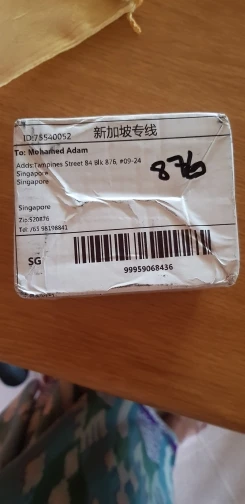 ID:78540052 新加坡专线
To: Mohamed Adam
Adds:Tampines Street 84 Blk 876, #09-24
Singapore
Singapore
876
Singapore
Zip:520876
Tel: /65 98198841
SG
99959068436